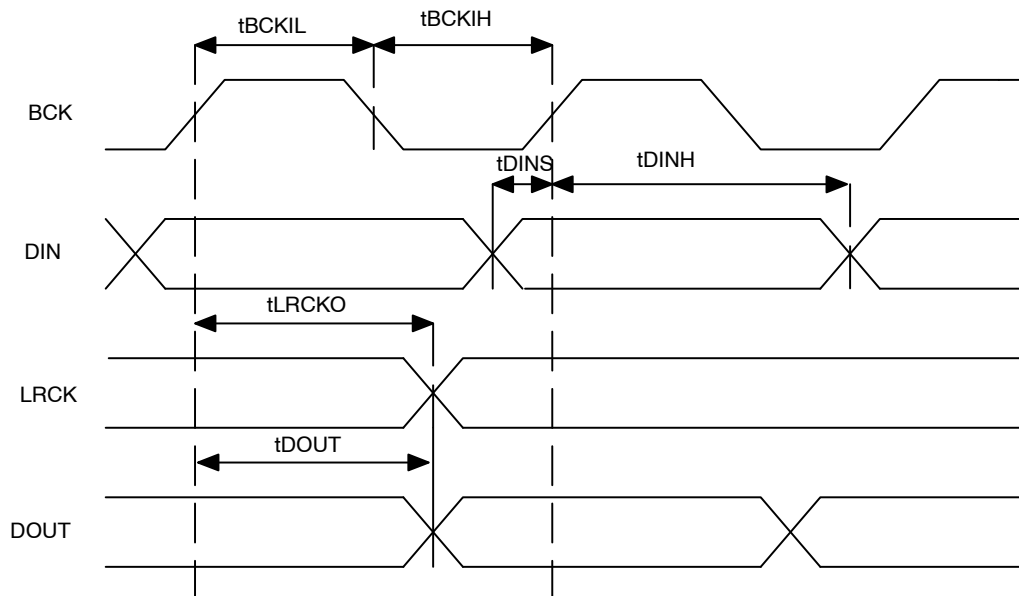 tBCKIL
tBCKIH
BCK
tDINS
tDINH
DIN
tLRCKO
LRCK
tDOUT
DOUT